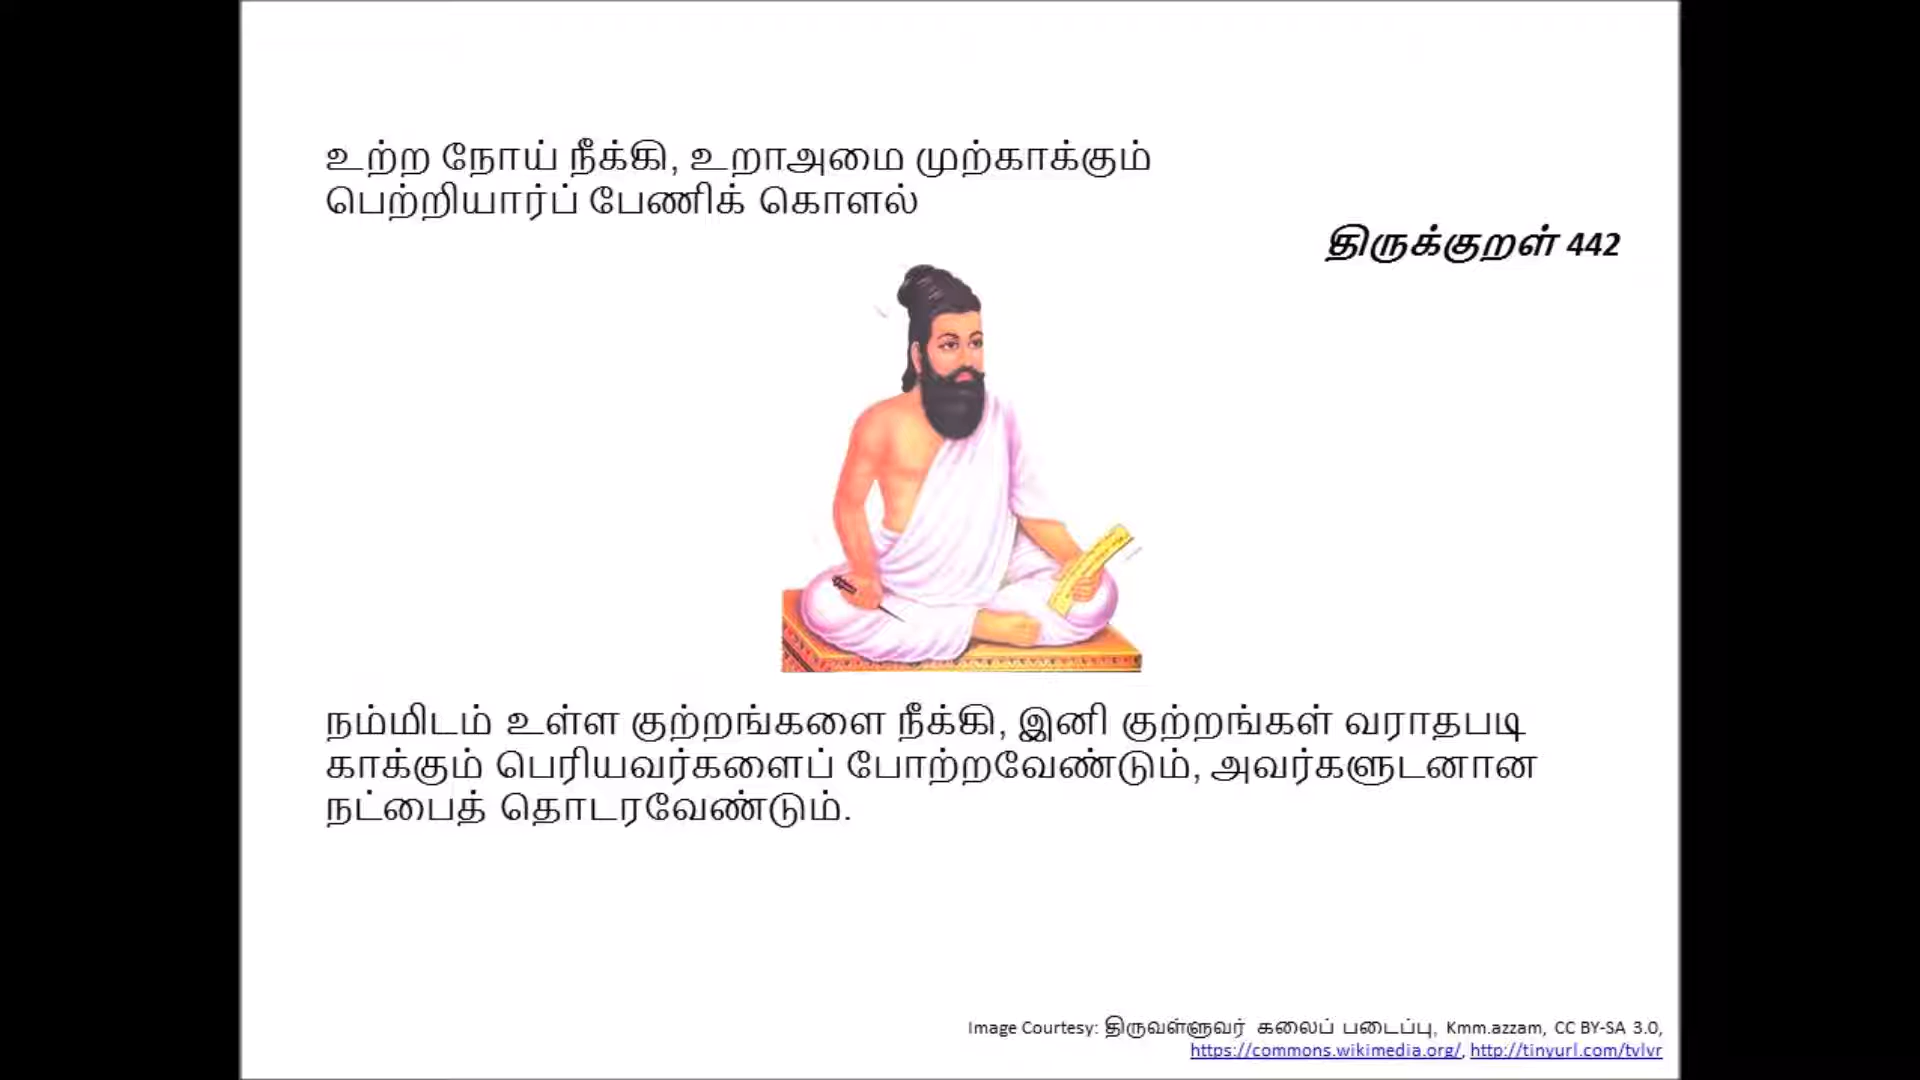 உற்ற நோய் நீக்கி, உறாஅமை முற்காக்கும்
பெற்றியார்ப் பேணிக் கொளல்
திருக்குறள் 442
நம்மிடம் உள்ள குற்றங்களை நீக்கி, இனி குற்றங்கள் வராதபடி
காக்கும் பெரியவர்களைப் போற்றவேண்டும், அவர்களுடனான
நட்பைத் தொடரவேண்டும்.
Image Courtesy: திருவள்ளுவர் கலைப் படைப்பு, Kmm.azzam, CC BY-SA 3.0,
https://commons.wikimedia.org/, http://tinyurl.com/tvlvr